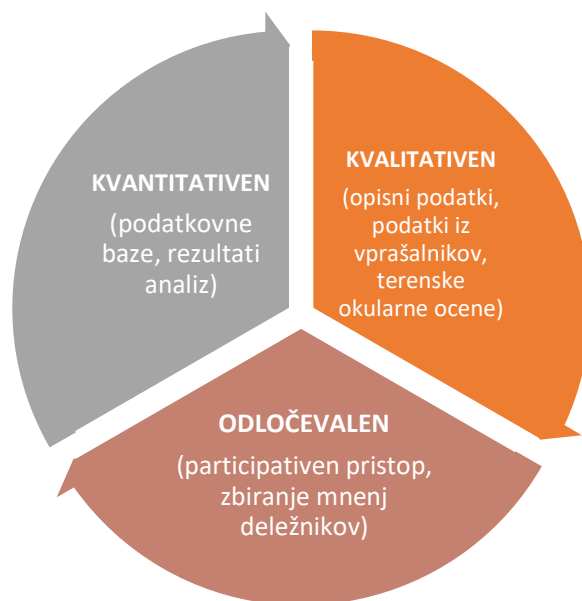 KVANTITATIVEN
(podatkovne
baze, rezultati
analiz)
KVALITATIVEN
(opisni podatki,
podatki iz
vprašalnikov,
terenske
okularne ocene)
ODLOČEVALEN
(participativen pristop,
zbiranje mnenj
deležnikov)